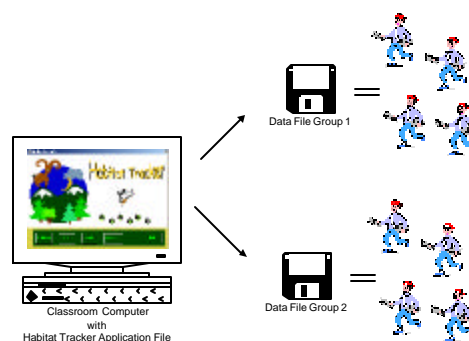 Data File Group 1
Habitat Tracker
Classroom Computer
with
Habitat Tracker Application File
Data File Group 2